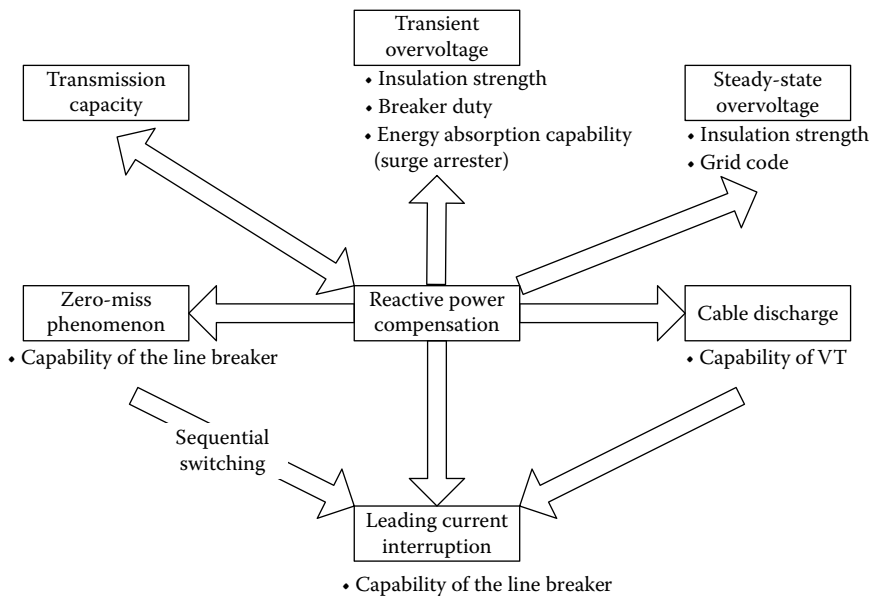 Transient
overvoltage
• Insulation strength
• Breaker duty
• Energy absorption capability
(surge arrester)
Transmission
capacity
Steady-state
overvoltage
• Insulation strength
• Grid code
Zero-miss
phenomenon
• Capability of the line breaker
Reactive power
compensation
Cable discharge
• Capability of VT
Sequential
switching
Leading current
interruption
• Capability of the line breaker